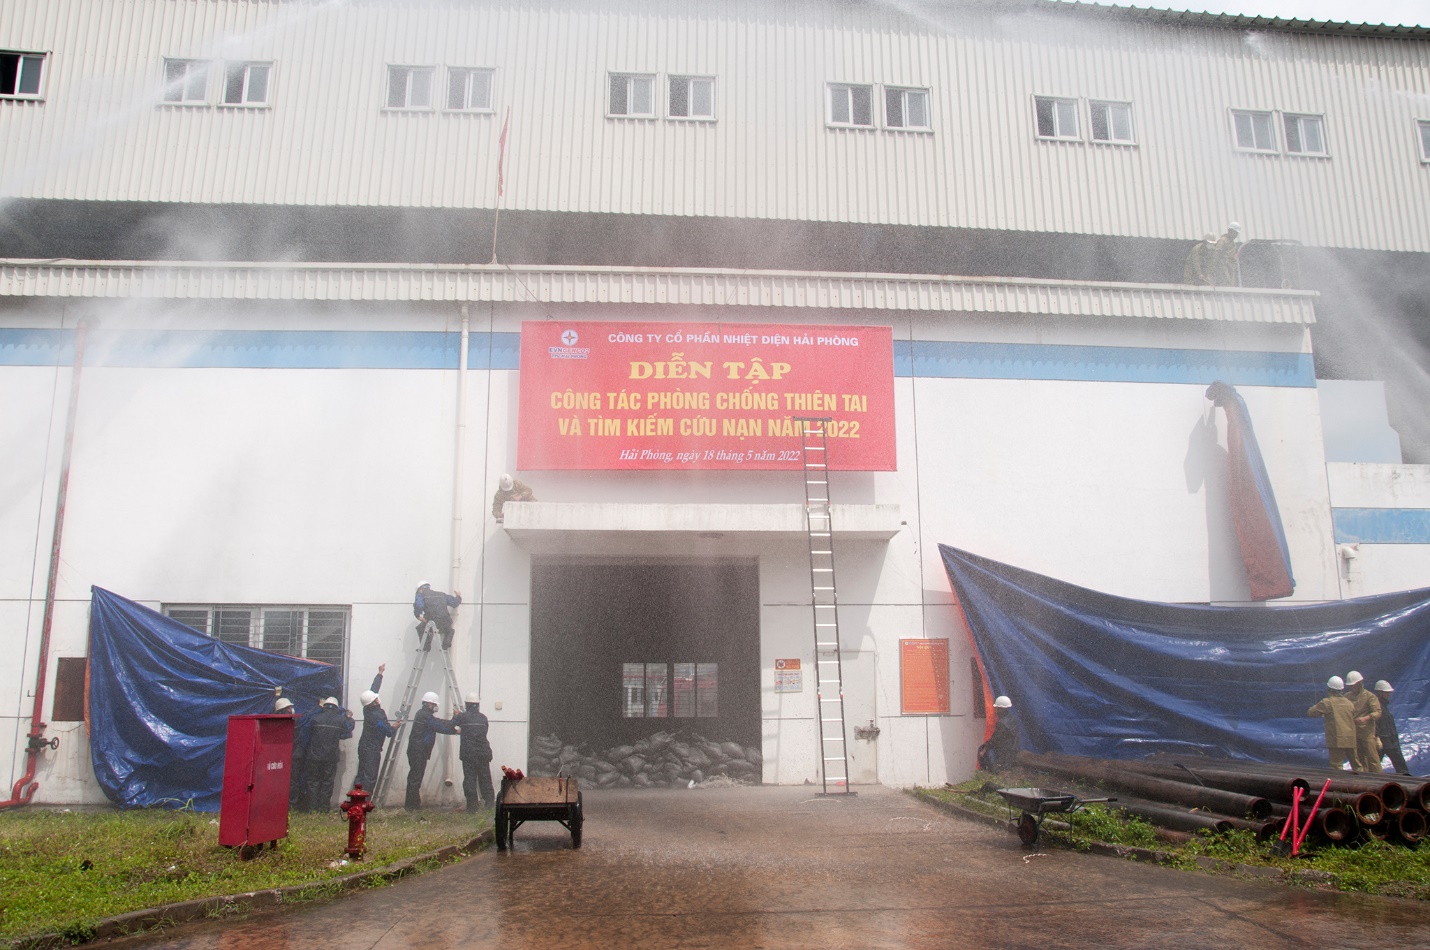 CÔNG TY CỔ PHẦN NHIỆT ĐIỆN HẢI PHÒNG
EVNGENCO2
DIỄN TẬP
CÔNG TÁC PHÒNG CHỐNG THIÊN TAI
VÀ TÌM KIẾM CỨU NẠN NĂM 2022
Hải Phòng, ngày 18 tháng 5 năm 2022